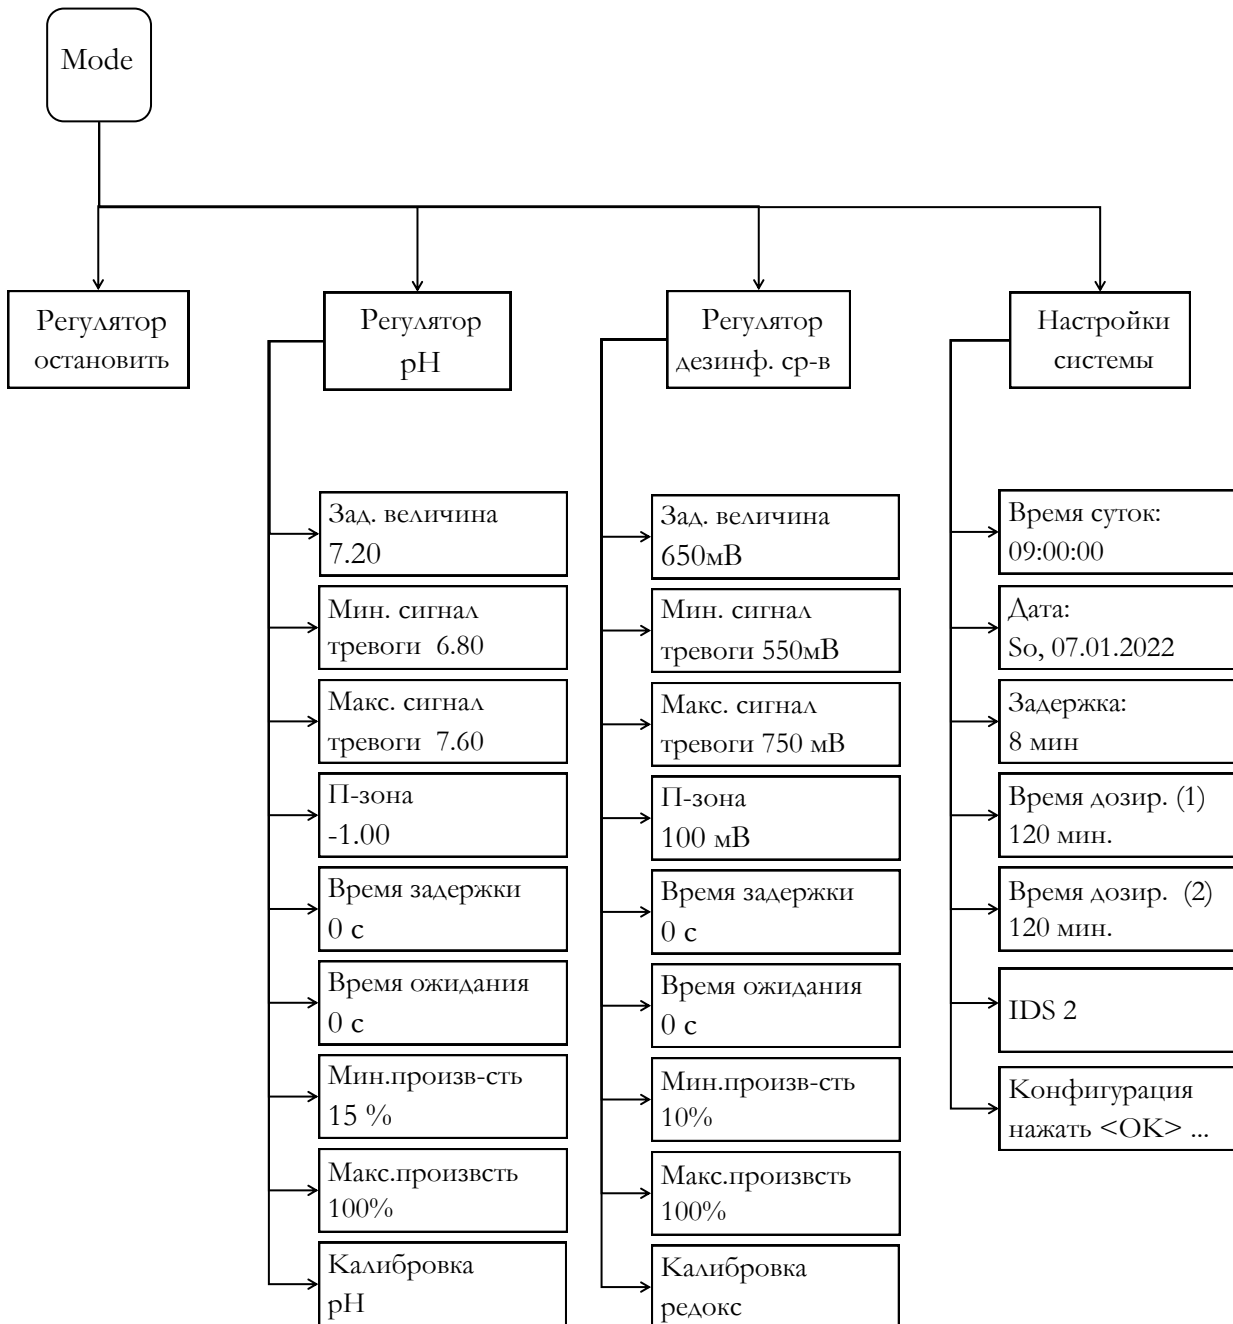 Mode
Регулятор
остановить
Регулятор
pH
Регулятор
дезинф. ср-в
Настройки
системы
Зад. величина
7.20
Мин. сигнал
тревоги 6.80
Макс. сигнал
тревоги 7.60
П-зона
-1.00
Время задержки
0 с
Время ожидания
0 с
Мин.произв-сть
15 %
Макс.произвсть
100%
Калибровка
pH
Зад. величина
650мВ
Мин. сигнал
тревоги 550мВ
Макс. сигнал
тревоги 750 мВ
П-зона
100 мВ
Время задержки
0 с
Время ожидания
0 с
Мин.произв-сть
10%
Макс.произвсть
100%
Калибровка
редокс
Время суток:
09:00:00
Дата:
So, 07.01.2022
Задержка:
8 мин
Время дозир. (1)
120 мин.
Время дозир. (2)
120 мин.
IDS 2
Конфигурация
нажать <OK> ...